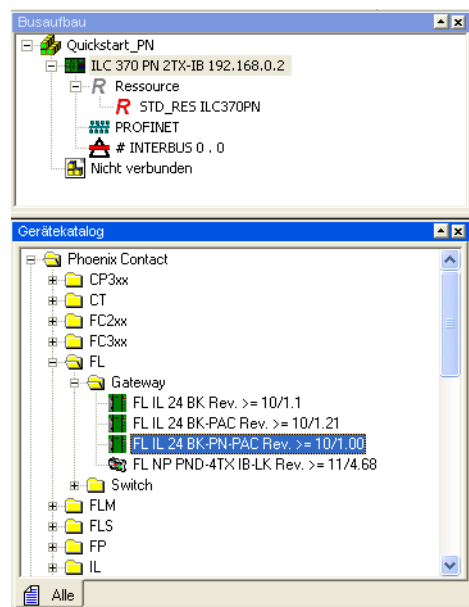 Busaufbau
Quickstart_PN
ILC 370 PN 2TX-IB 192.168.0.2
R Ressource
R STD_RES ILC370PN
PROFINET
# INTERBUS 0 . 0
Nicht verbunden
Gerätekatalog
Phoenix Contact
CP3xx
CT
FC2xx
FC3xx
FL
Gateway
FL IL 24 BK Rev. >= 10/1.1
FL IL 24 BK-PAC Rev. >= 10/1.21
FL IL 24 BK-PN-PAC Rev. >= 10/1.00
FL NP PND-4TX IB-LK Rev. >= 11/4.68
Switch
FLM
FLS
FP
IL
Alle